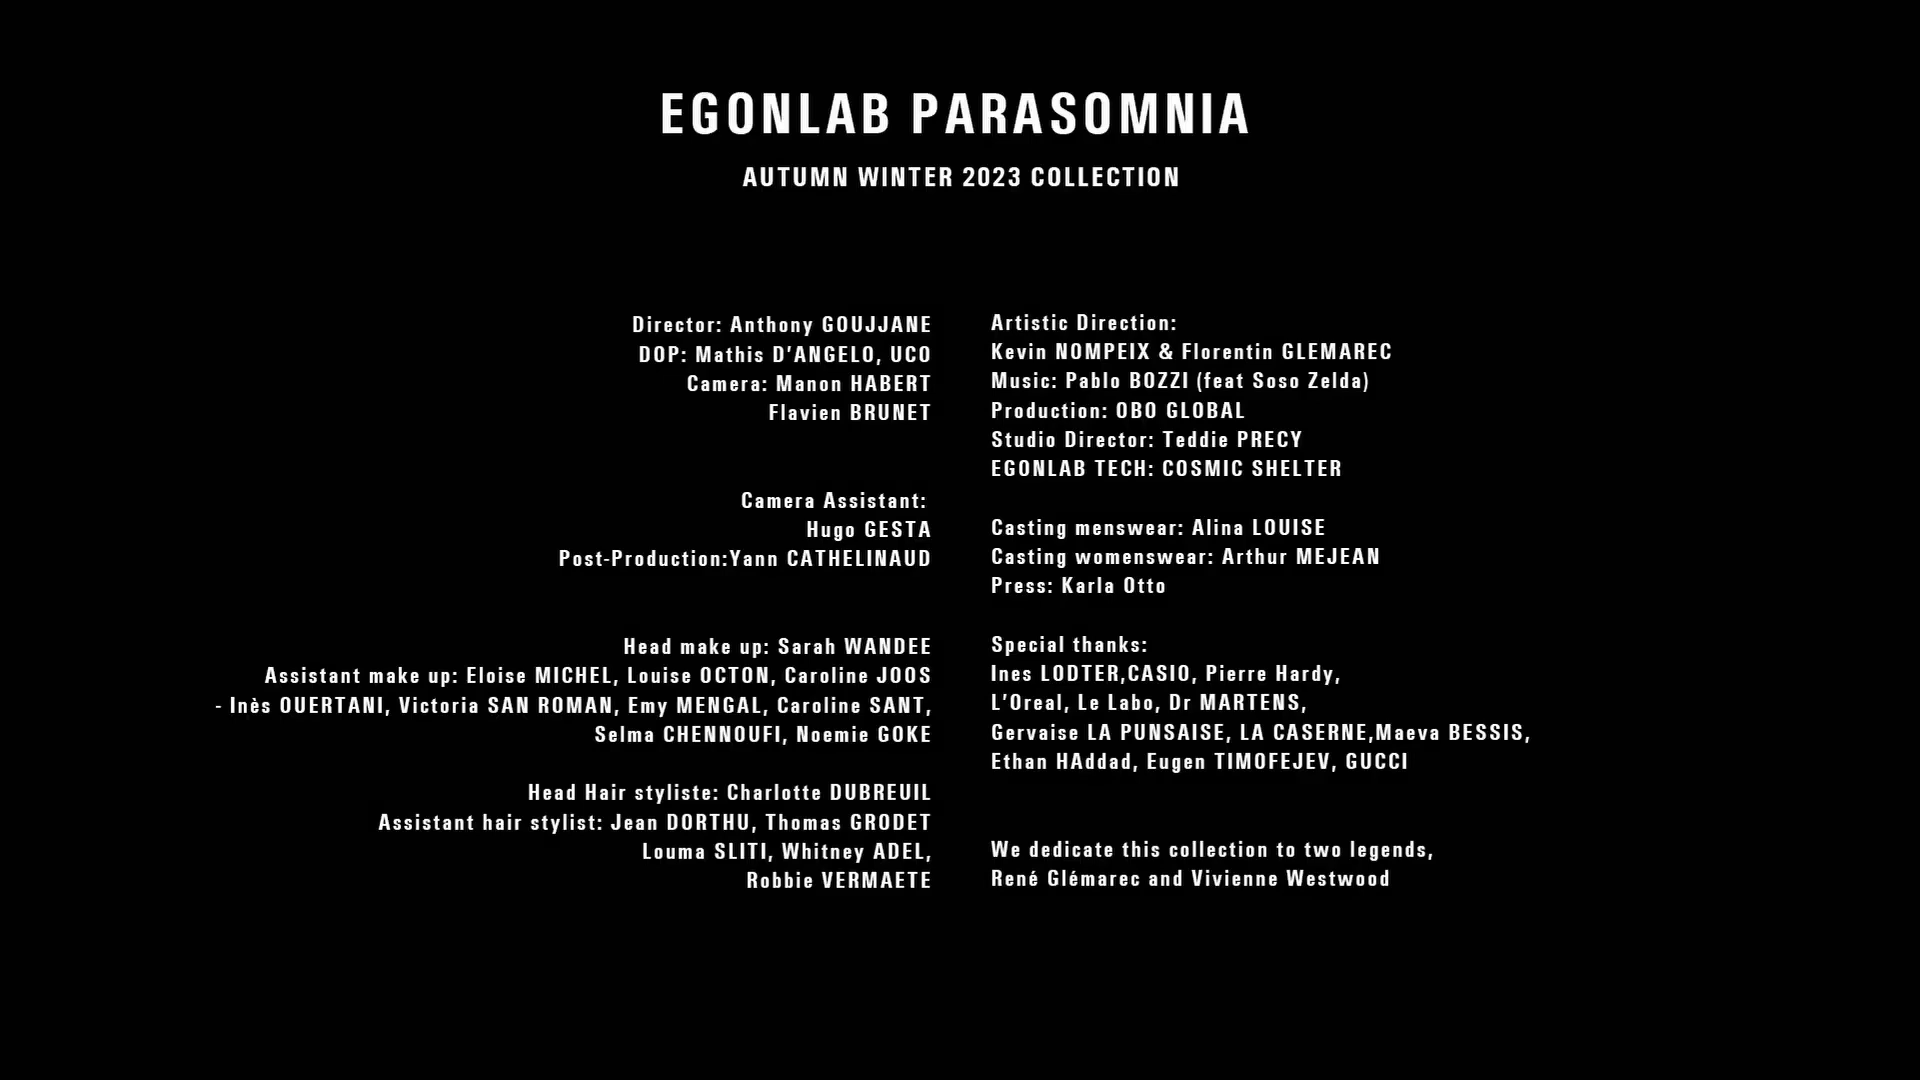 EGONLAB PARASOMNIA
AUTUMN WINTER 2023 COLLECTION
Director: Anthony GOUJJANE
DOP: Mathis D’ANGELO, UCO
Camera: Manon HABERT
Flavien BRUNET
Camera Assistant:
Hugo GESTA
Post-Production:Yann CATHELINAUD
Head make up: Sarah WANDEE
Assistant make up: Eloise MICHEL, Louise OCTON, Caroline JOOS
- Inès OUERTANI, Victoria SAN ROMAN, Emy MENGAL, Caroline SANT,
Selma CHENNOUFI, Noemie GOKE
Head Hair styliste: Charlotte DUBREUIL
Assistant hair stylist: Jean DORTHU, Thomas GRODET
Louma SLITI, Whitney ADEL,
Robbie VERMAETE
Artistic Direction:
Kevin NOMPEIX & Florentin GLEMAREC
Music: Pablo BOZZI (feat Soso Zelda)
Production: OBO GLOBAL
Studio Director: Teddie PRECY
EGONLAB TECH: COSMIC SHELTER
Casting menswear: Alina LOUISE
Casting womenswear: Arthur MEJEAN
Press: Karla Otto
Special thanks:
Ines LODTER,CASIO, Pierre Hardy,
L’Oreal, Le Labo, Dr MARTENS,
Gervaise LA PUNSAISE, LA CASERNE,Maeva BESSIS,
Ethan HAddad, Eugen TIMOFEJEV, GUCCI
We dedicate this collection to two legends,
René Glémarec and Vivienne Westwood